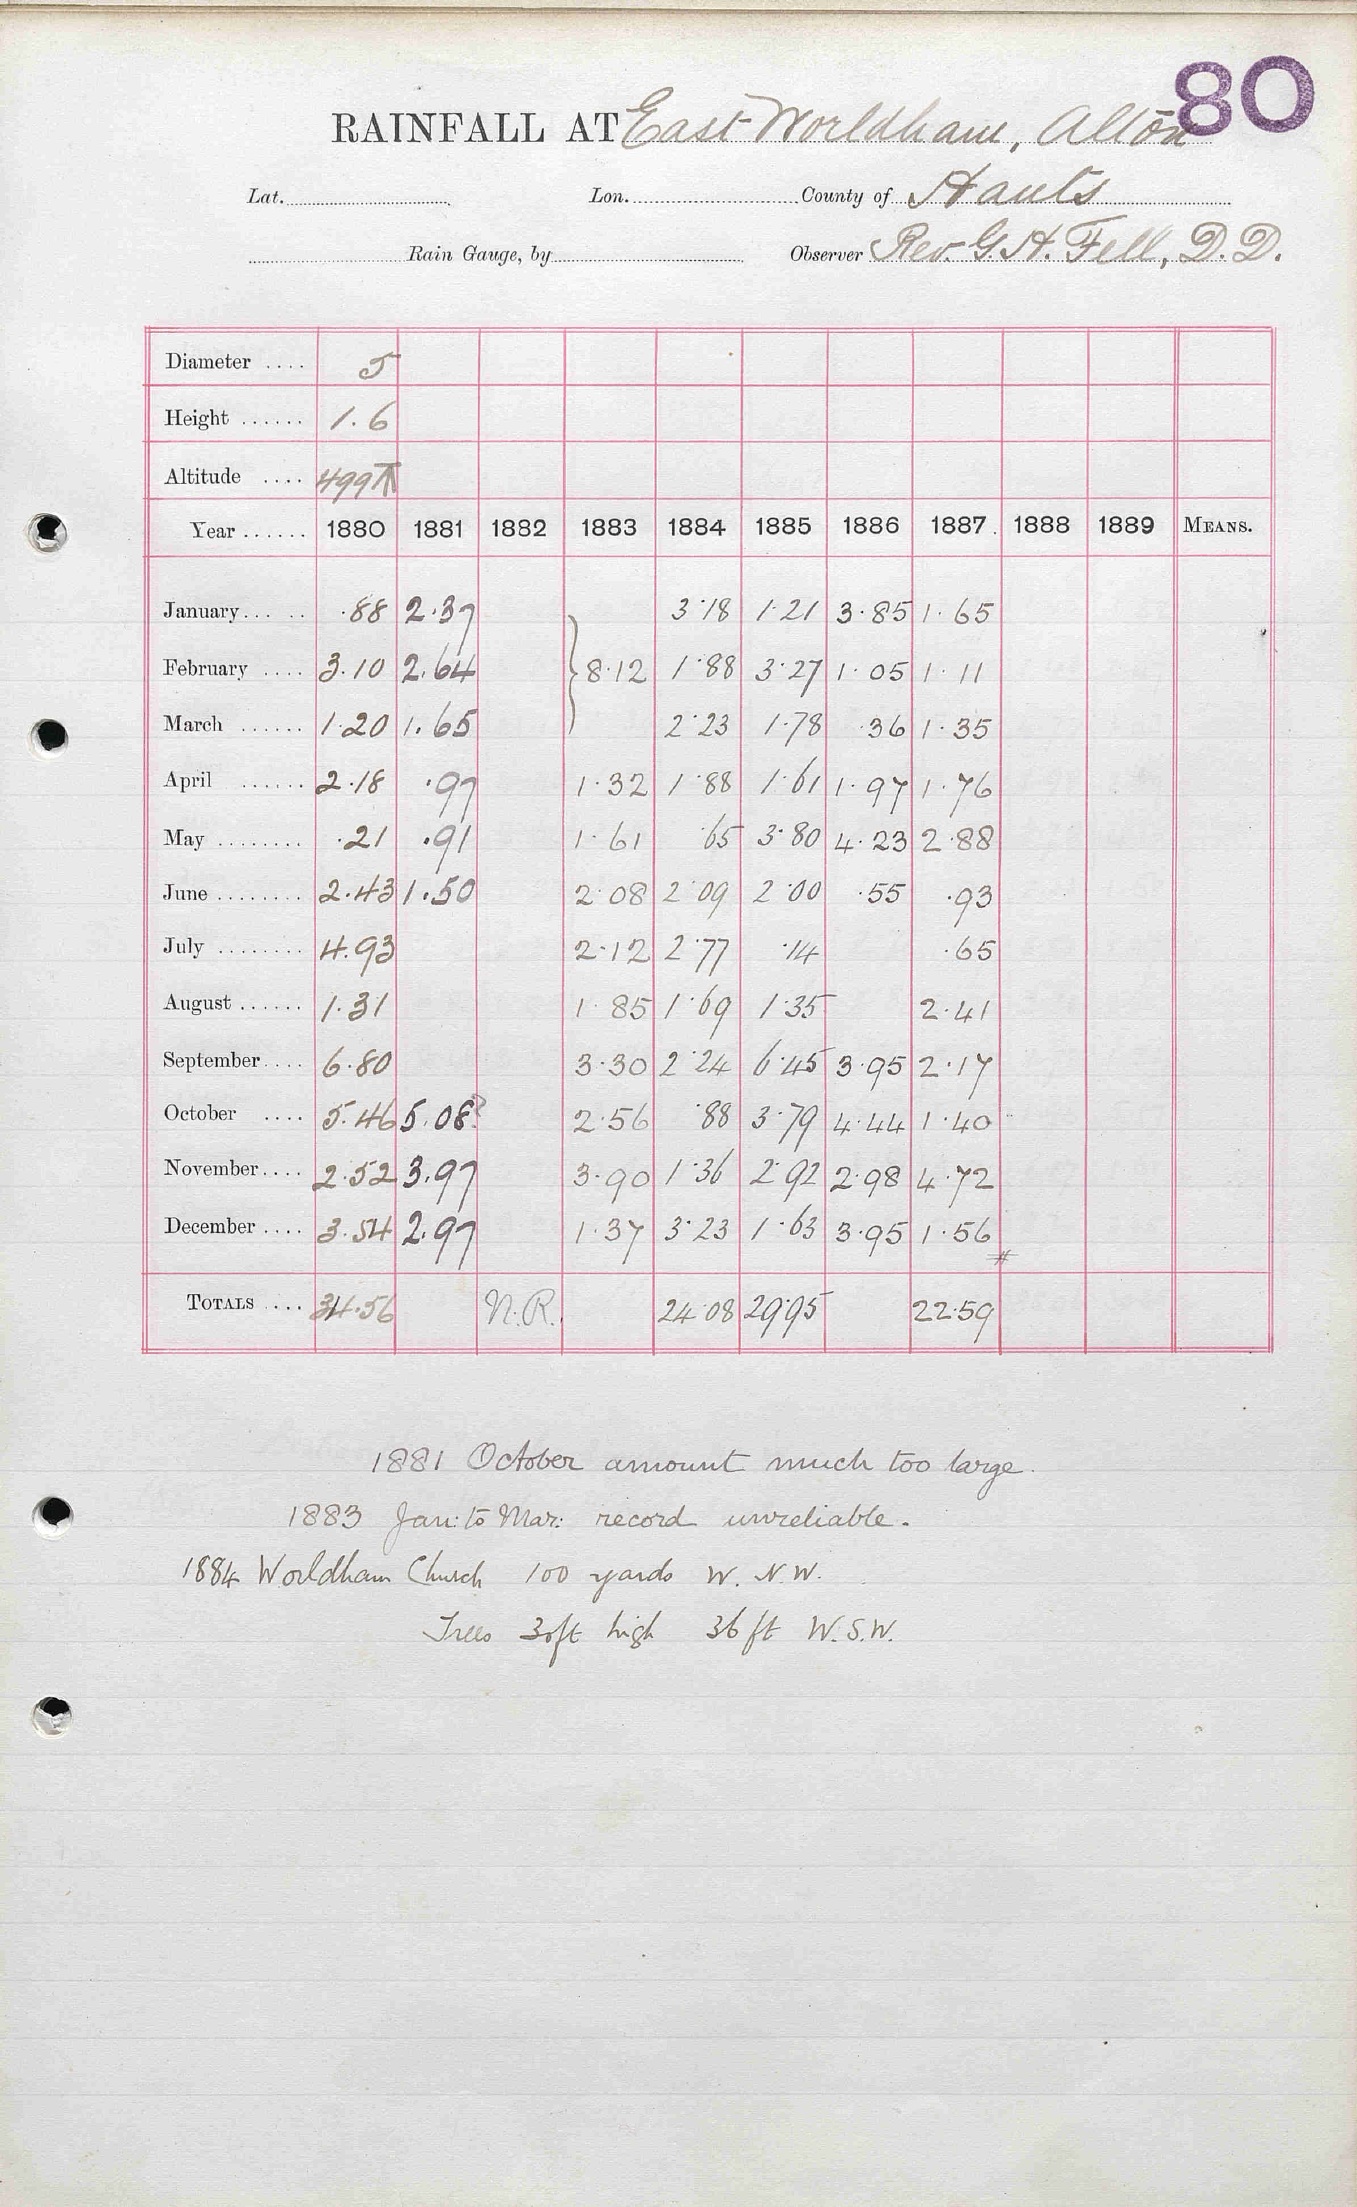 80
RAINFALL AT East Worldham, Alton
Lat. Lon. County of Hants
Rain Gauge, by Observer Rev. G. H. Fell, D.D.
Diameter .... 5
Height ...... 1.6
Altitude .... 499
Year ...... 1880 1881 1882 1883 1884 1885 1886 1887 1888 1889 MEANS.
January... .. .88 2.37 3.18 1.21 3.85 1.65
February .... 3.10 2.64 8.12 1.88 3.27 1.05 1.11
March ...... 1.20 1.65 2.23 1.78 .36 1.35
April ...... 2.18 .97 1.32 1.88 1.61 1.97 1.76
May ........ .21 .91 1.61 .65 3.80 4.23 2.88
June ........ 2.43 1.50 2.08 2.09 2.00 .55 .93
July ........ 4.93 2.12 2.77 .14 .65
August ...... 1.31 1.85 1.69 1.35 2.41
September.... 6.80 3.30 2.24 6.45 3.95 2.17
October .... 5.46 5.08? 2.56 .88 3.79 4.44 1.40
November.... 2.52 3.97 3.90 1.36 2.92 2.98 4.72
December .... 3.54 2.97 1.37 3.23 1.63 3.95 1.56
#
TOTALS .... 34.56 N.R. 24.08 29.95 22.59
1881 October amount much too large.
1883 Jan: to Mar: record unreliable.
1884 Worldham Church 100 yards W. N.W.
Trees 30ft high 36 ft W.S.W.